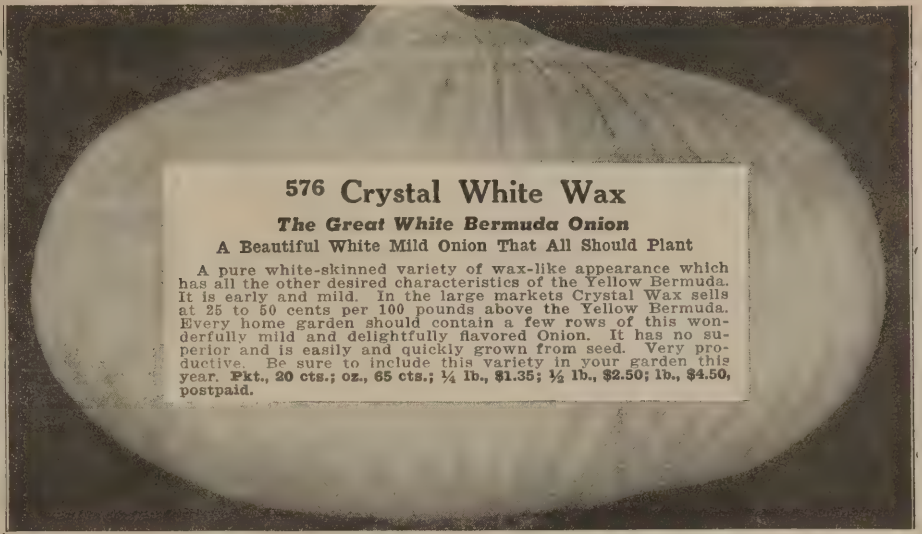 576 Crystal White Wax
The Great White Bermuda Onion
A Beautiful White Mild Onion That All Should Plant
A pure white-skinned variety of wax-like appearance which
has all the other desired characteristics of the Yellow Bermuda.
It is early and mild. In the large markets Crystal Wax sells
at 25 to 50 cents per 100 pounds above the Yellow Bermuda.
Every home garden should contain a few rows of this won-
derfully mild and delightfully flavored Onion. It has no su-
perior and is easily and quickly grown from seed. Very pro-
ductive. Be sure to include this variety in your garden this
year. Pkt., 20 cts.; oz., 65 cts.; ¼ lb., $1.35; ½ lb., $2.50; lb., $4.50,
postpaid.